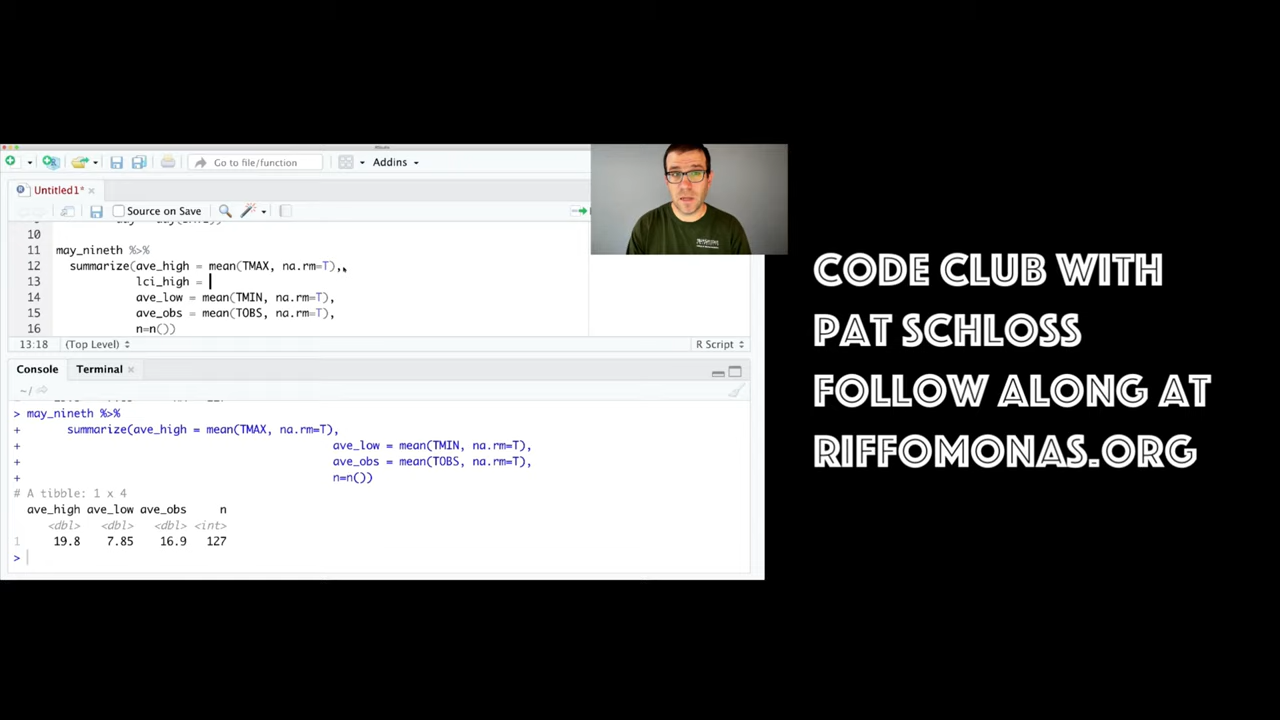 Go to file/function
Addins
Untitled1*
Source on Save
10
11 may_nineth %>%
12 summarize(ave_high = mean(TMAX, na.rm=T),
13 lci_high =
14 ave_low = mean(TMIN, na.rm=T),
15 ave_obs = mean(TOBS, na.rm=T),
16 n=n())
13:18 (Top Level) R Script
Console Terminal
~/
> may_nineth %>%
+ summarize(ave_high = mean(TMAX, na.rm=T),
+ ave_low = mean(TMIN, na.rm=T),
+ ave_obs = mean(TOBS, na.rm=T),
+ n=n())
# A tibble: 1 x 4
ave_high ave_low ave_obs n
<dbl> <dbl> <dbl> <int>
1 19.8 7.85 16.9 127
>
CODE CLUB WITH
PAT SCHLOSS
FOLLOW ALONG AT
RIFFOMONAS.ORG